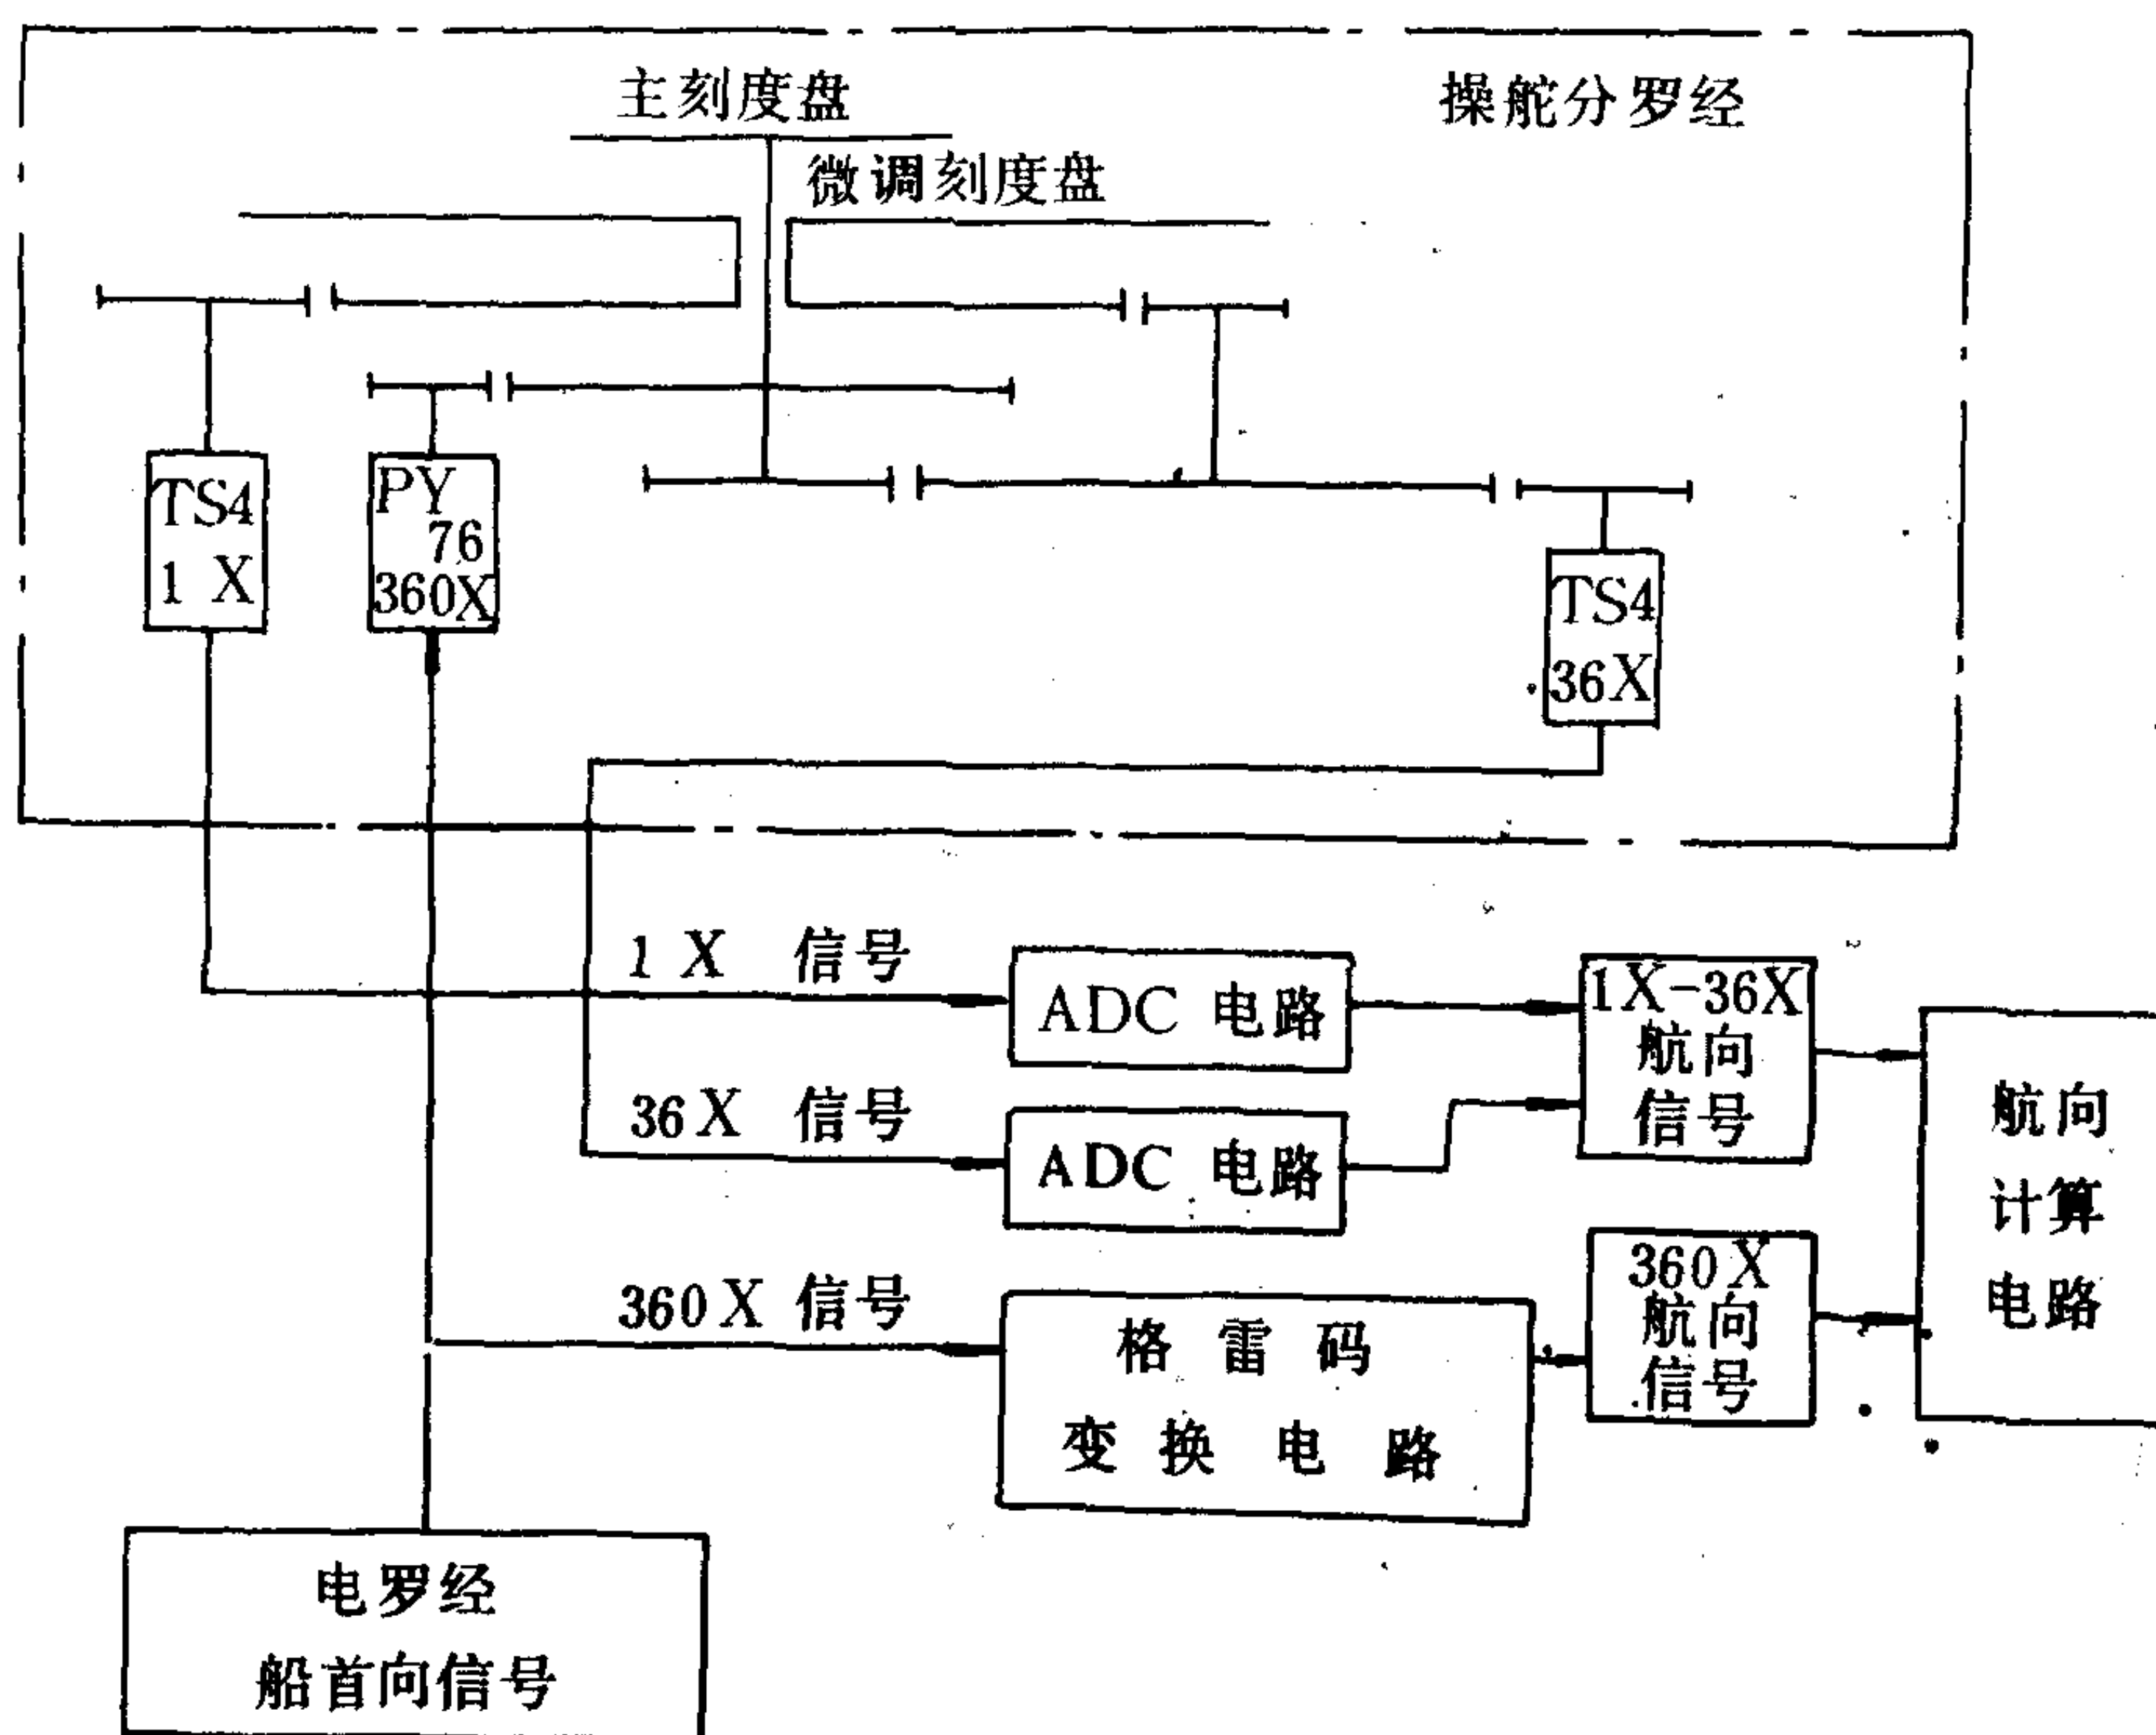 主刻度盘
操舵分罗经
微调刻度盘
TS4
1 X
PY
76
360X
TS4
36X
1 X 信号
ADC 电路
1X-36X
航向
信号
36X 信号
ADC 电路
航向
计算
电路
360X 信号
格雷码
变换电路
360X
航向
信号
电罗经
船首向信号